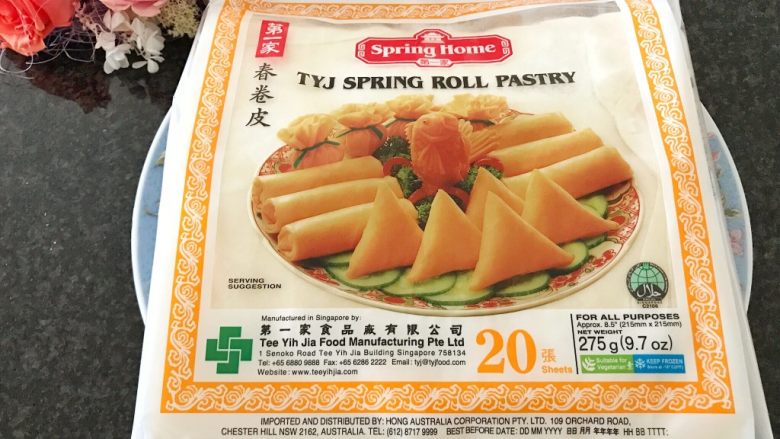 第一家
春卷皮
Spring Home
第一家
TYJ SPRING ROLL PASTRY
SERVING
SUGGESTION
Manufactured in Singapore by:
第一家食品厰有限公司
Tee Yih Jia Food Manufacturing Pte Ltd
1 Senoko Road Tee Yih Jia Building Singapore 758134
Tel: +65 6880 9888 Fax: +65 6286 2222 Email: tyj@tyjfood.com
Website: www.teeyihjia.com
20 張
Sheets
FOR ALL PURPOSES
Approx. 8.5" (215mm x 215mm)
NET WEIGHT
275g (9.7 oz)
Suitable for
Vegetarian
KEEP FROZEN
IMPORTED AND DISTRIBUTED BY: HONG AUSTRALIA CORPORATION PTY. LTD. 109 ORCHARD ROAD,
CHESTER HILL NSW 2162, AUSTRALIA. TEL: (612) 8717 9999 BEST BEFORE DATE: DD MM YYYY HH BB TTTT: